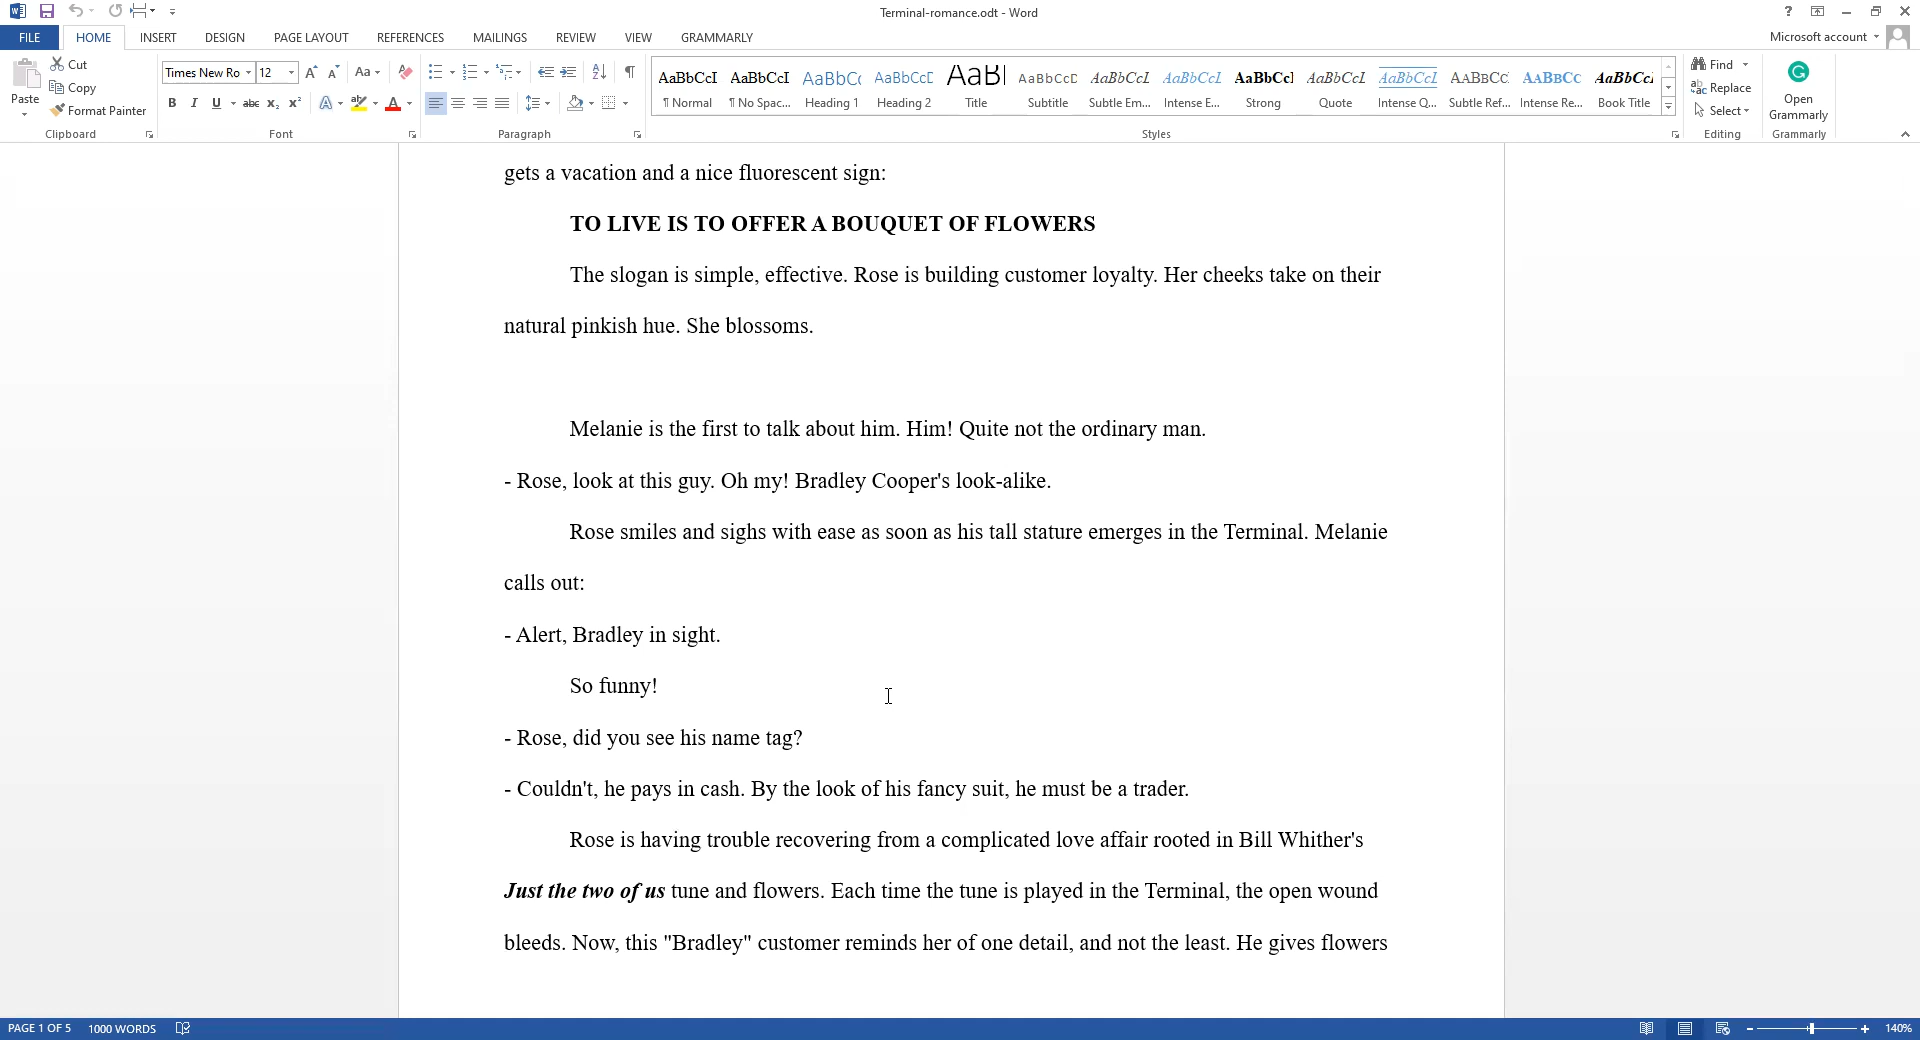 Terminal-romance.odt - Word
?
FILE HOME INSERT DESIGN PAGE LAYOUT REFERENCES MAILINGS REVIEW VIEW GRAMMARLY
Microsoft account
Paste
Cut
Copy
Format Painter
Clipboard
Times New Ro 12
Font
Paragraph
AaBbCcI AaBbCcI AaBbC AaBbCcD AaBl AaBbCcD AaBbCcL AaBbCcL AaBbCcI AaBbCcL AaBbCcL AaBbCc AaBbCc AaBbCcI
¶ Normal ¶ No Spac... Heading 1 Heading 2 Title Subtitle Subtle Em... Intense E... Strong Quote Intense Q... Subtle Ref... Intense Re... Book Title
Styles
Find
Replace
Select
Editing
Open
Grammarly
Grammarly
gets a vacation and a nice fluorescent sign:
TO LIVE IS TO OFFER A BOUQUET OF FLOWERS
The slogan is simple, effective. Rose is building customer loyalty. Her cheeks take on their
natural pinkish hue. She blossoms.
Melanie is the first to talk about him. Him! Quite not the ordinary man.
- Rose, look at this guy. Oh my! Bradley Cooper's look-alike.
Rose smiles and sighs with ease as soon as his tall stature emerges in the Terminal. Melanie
calls out:
- Alert, Bradley in sight.
So funny!
- Rose, did you see his name tag?
- Couldn't, he pays in cash. By the look of his fancy suit, he must be a trader.
Rose is having trouble recovering from a complicated love affair rooted in Bill Whither's
Just the two of us tune and flowers. Each time the tune is played in the Terminal, the open wound
bleeds. Now, this "Bradley" customer reminds her of one detail, and not the least. He gives flowers
PAGE 1 OF 5 1000 WORDS
140%